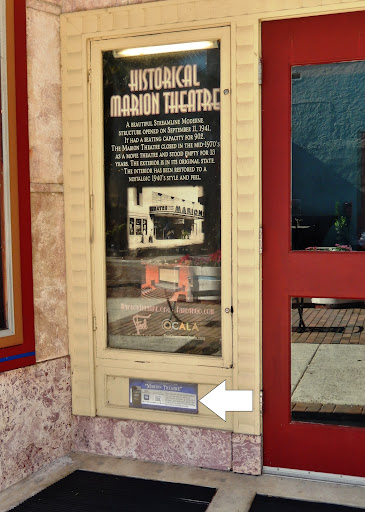 HISTORICAL
MARION THEATRE
A BEAUTIFUL STREAMLINE MODERNE
STRUCTURE OPENED ON SEPTEMBER 11, 1941.
IT HAD A SEATING CAPACITY FOR 902.
THE MARION THEATRE CLOSED IN THE MID-1970'S
AS A MOVIE THEATRE AND STOOD EMPTY FOR 13
YEARS. THE EXTERIOR IS IN ITS ORIGINAL STATE.
THE INTERIOR HAS BEEN RESTORED TO A
NOSTALGIC 1940'S STYLE AND FEEL.
MARION
OCALA
"MARION THEATRE"